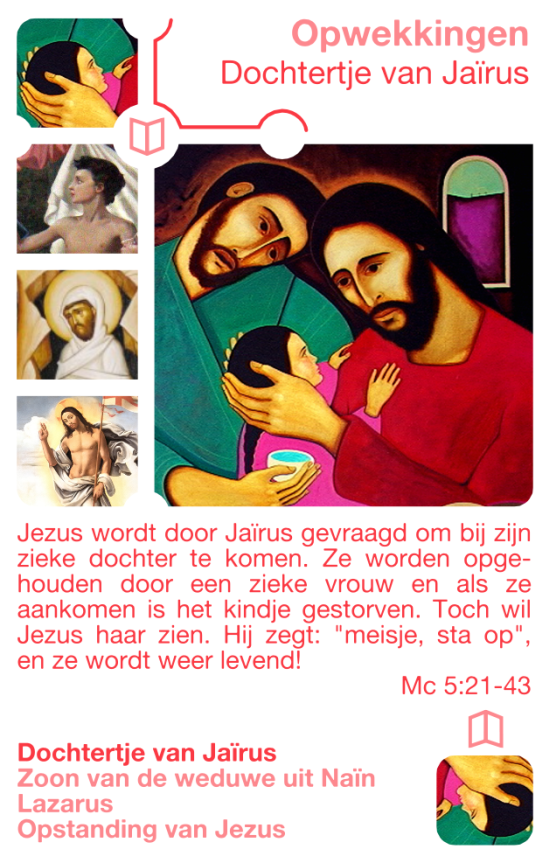 Opwekkingen
Dochtertje van Jaïrus
Jezus wordt door Jaïrus gevraagd om bij zijn
zieke dochter te komen. Ze worden opge-
houden door een zieke vrouw en als ze
aankomen is het kindje gestorven. Toch wil
Jezus haar zien. Hij zegt: "meisje, sta op",
en ze wordt weer levend!
Mc 5:21-43
Dochtertje van Jaïrus
Zoon van de weduwe uit Naïn
Lazarus
Opstanding van Jezus